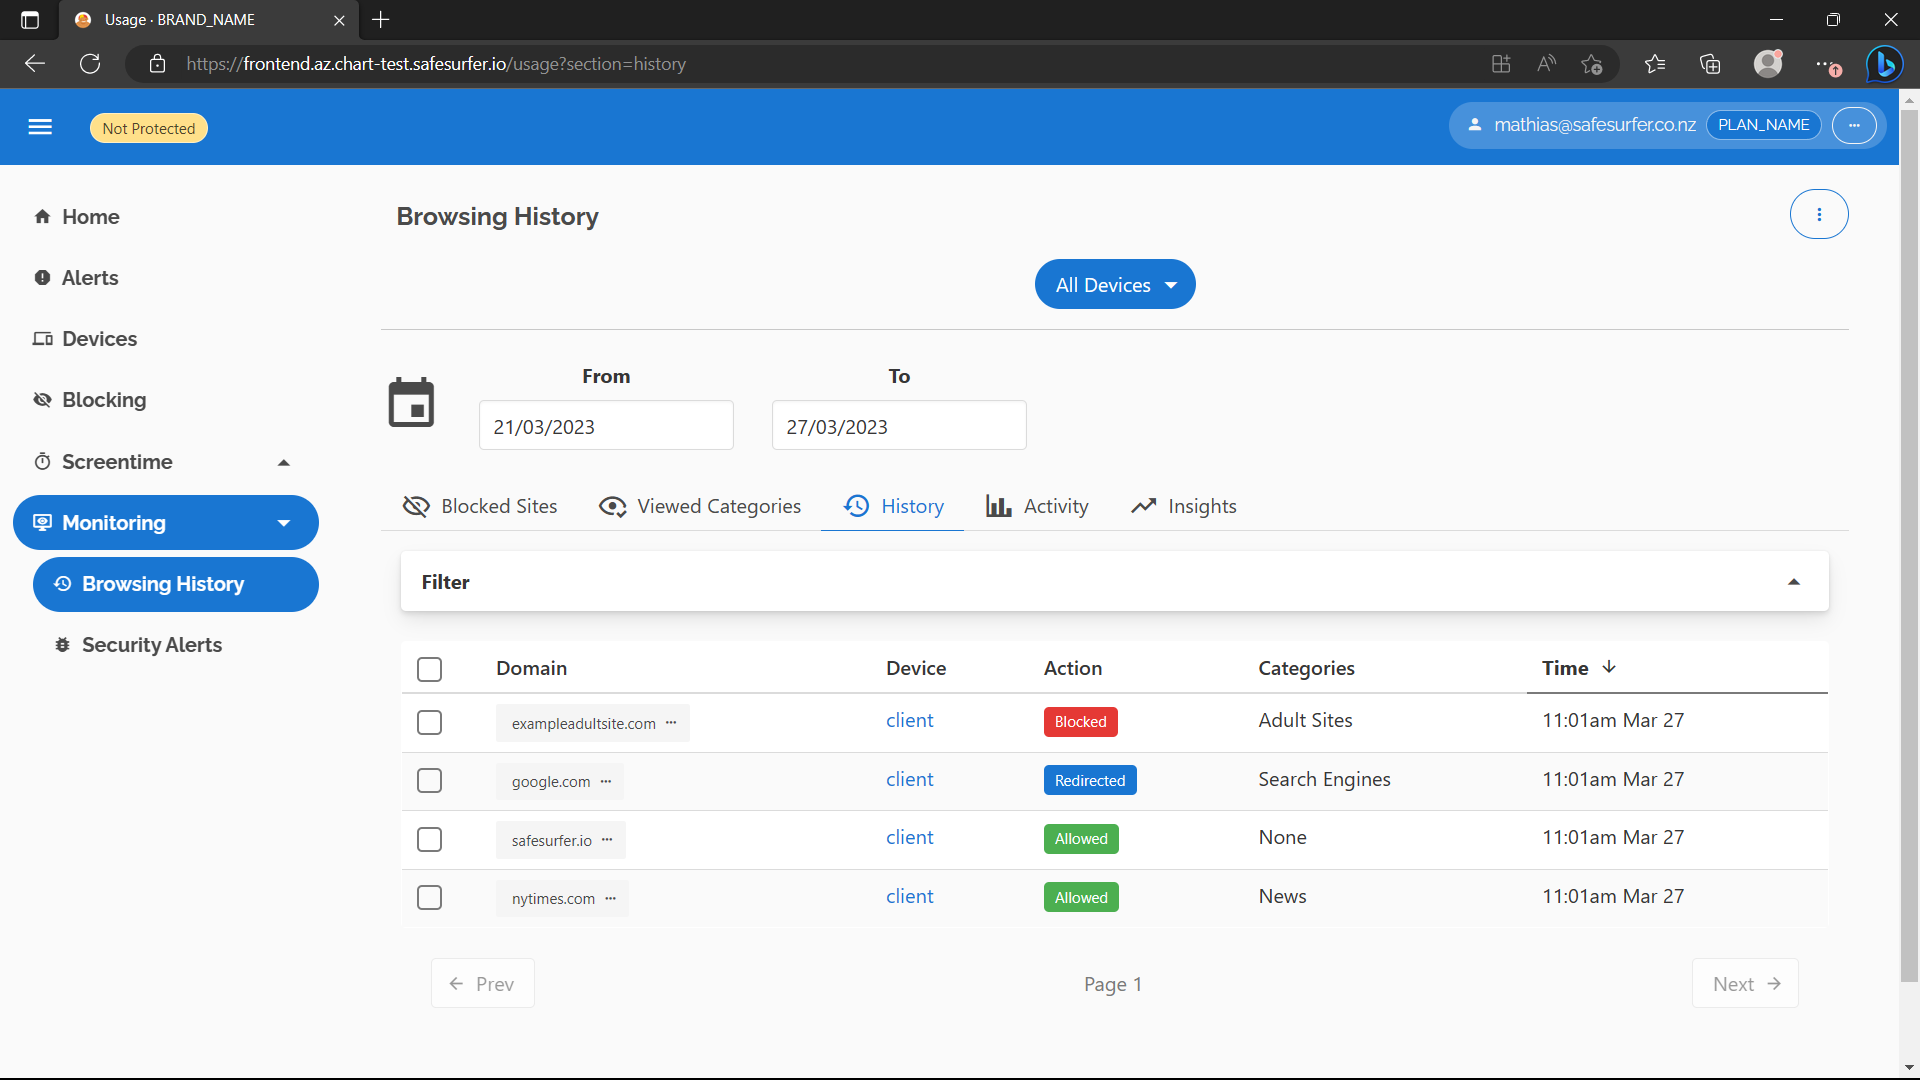 Usage · BRAND_NAME
https://frontend.az.chart-test.safesurfer.io/usage?section=history
Not Protected
mathias@safesurfer.co.nz PLAN_NAME
Home
Alerts
Devices
Blocking
Screentime
Monitoring
Browsing History
Security Alerts
Browsing History
All Devices
From To
21/03/2023 27/03/2023
Blocked Sites Viewed Categories History Activity Insights
Filter
Domain Device Action Categories Time
exampleadultsite.com client Blocked Adult Sites 11:01am Mar 27
google.com client Redirected Search Engines 11:01am Mar 27
safesurfer.io client Allowed None 11:01am Mar 27
nytimes.com client Allowed News 11:01am Mar 27
Prev Page 1 Next